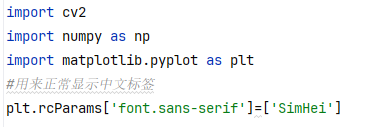 import cv2
import numpy as np
import matplotlib.pyplot as plt
#用来正常显示中文标签
plt.rcParams['font.sans-serif']=['SimHei']